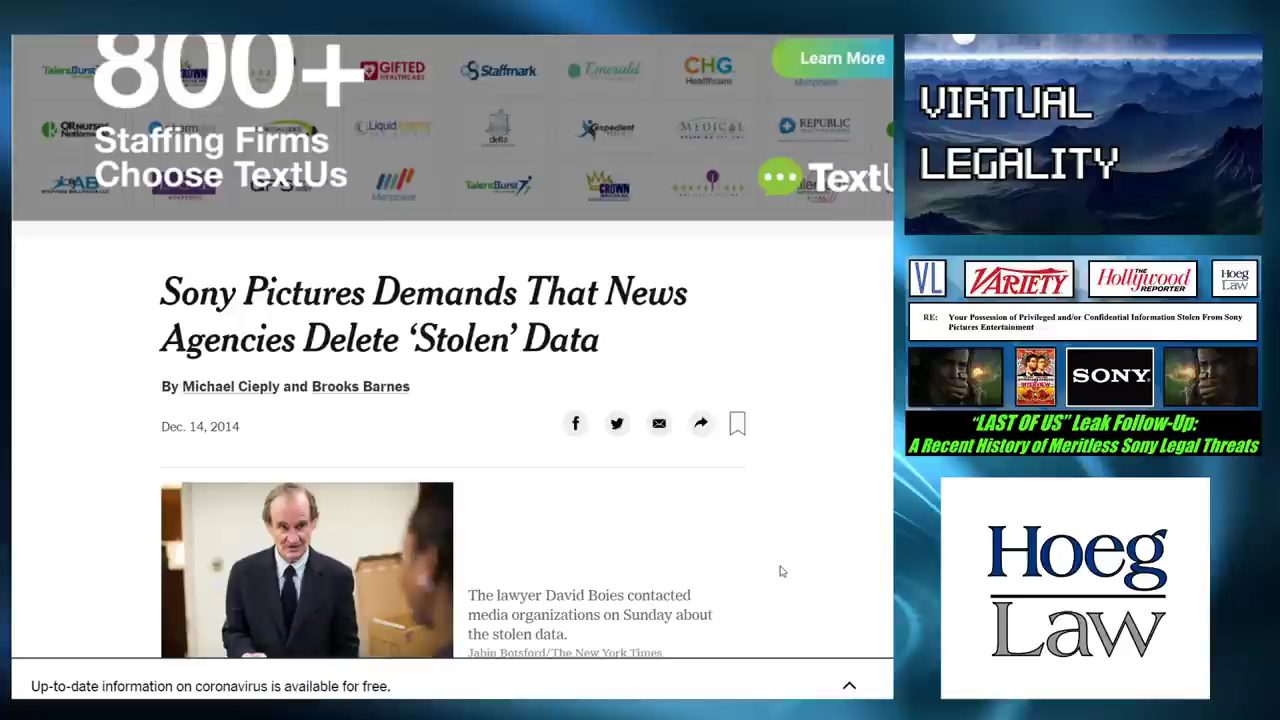 800+
Staffing Firms
Choose TextUs
TalentBurst
GIFTED
HEALTHCARE
Staffmark
Emerald
CHG
Healthcare
Learn More
Liquid
delta
expedient
MEDICAL
REPUBLIC
Manpower
TalentBurst
CROWN
TextU
Sony Pictures Demands That News
Agencies Delete ‘Stolen’ Data
By Michael Cieply and Brooks Barnes
Dec. 14, 2014
The lawyer David Boies contacted
media organizations on Sunday about
the stolen data.
Jabin Botsford/The New York Times
Up-to-date information on coronavirus is available for free.
VIRTUAL
LEGALITY
VL
VARIETY
THE
Hollywood
REPORTER
Hoeg
Law
RE: Your Possession of Privileged and/or Confidential Information Stolen From Sony
Pictures Entertainment
SONY
“LAST OF US” Leak Follow-Up:
A Recent History of Meritless Sony Legal Threats
Hoeg
Law